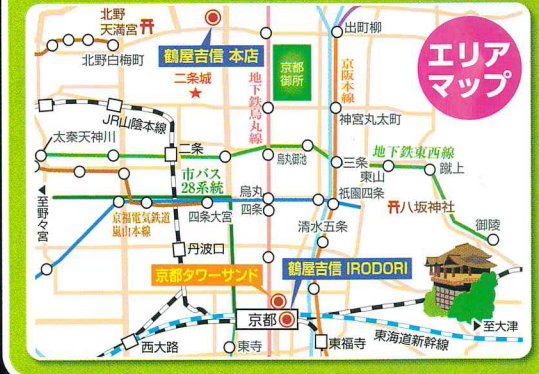 北野
天満宮
出町柳
エリア
マップ
北野白梅町
鶴屋吉信 本店
二条城
京都
御所
京阪本線
地下鉄烏丸線
神宮丸太町
JR山陰本線
太秦天神川
二条
烏丸御池
三条
地下鉄東西線
東山
蹴上
市バス
28系統
烏丸
四条
祇園四条
至野々宮
京福電気鉄道
嵐山本線
四条大宮
八坂神社
清水五条
御陵
丹波口
京都タワーサンド
鶴屋吉信 IRODORI
京都
至大津
西大路
東寺
東福寺
東海道新幹線